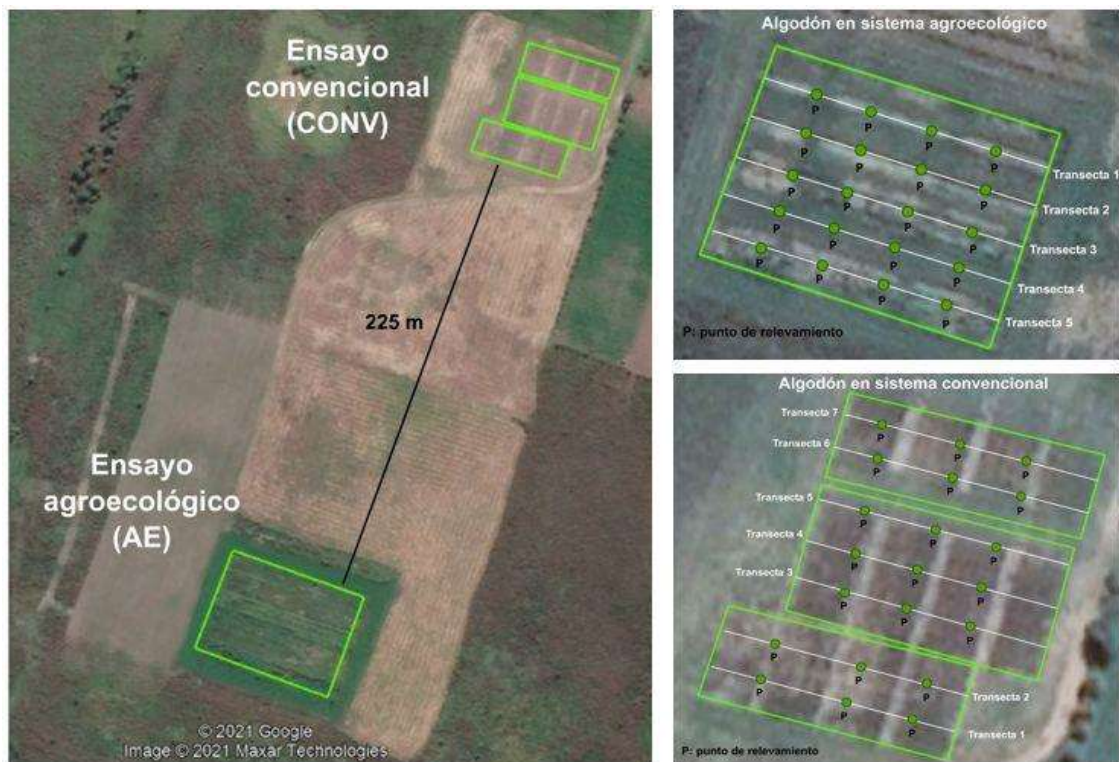 Ensayo
convencional
(CONV)
225 m
Ensayo
agroecológico
(AE)
© 2021 Google
Image © 2021 Maxar Technologies
Algodón en sistema agroecológico
P
P
P
P
Transecta 1
P
P
P
P
Transecta 2
P
P
P
P
Transecta 3
P
P
P
P
Transecta 4
P
P
P
P
Transecta 5
P: punto de relevamiento
Algodón en sistema convencional
Transecta 7
P
P
P
Transecta 6
P
P
P
Transecta 5
P
P
P
Transecta 4
P
P
P
Transecta 3
P
P
P
P
P
P
Transecta 2
P
P
P
Transecta 1
P: punto de relevamiento